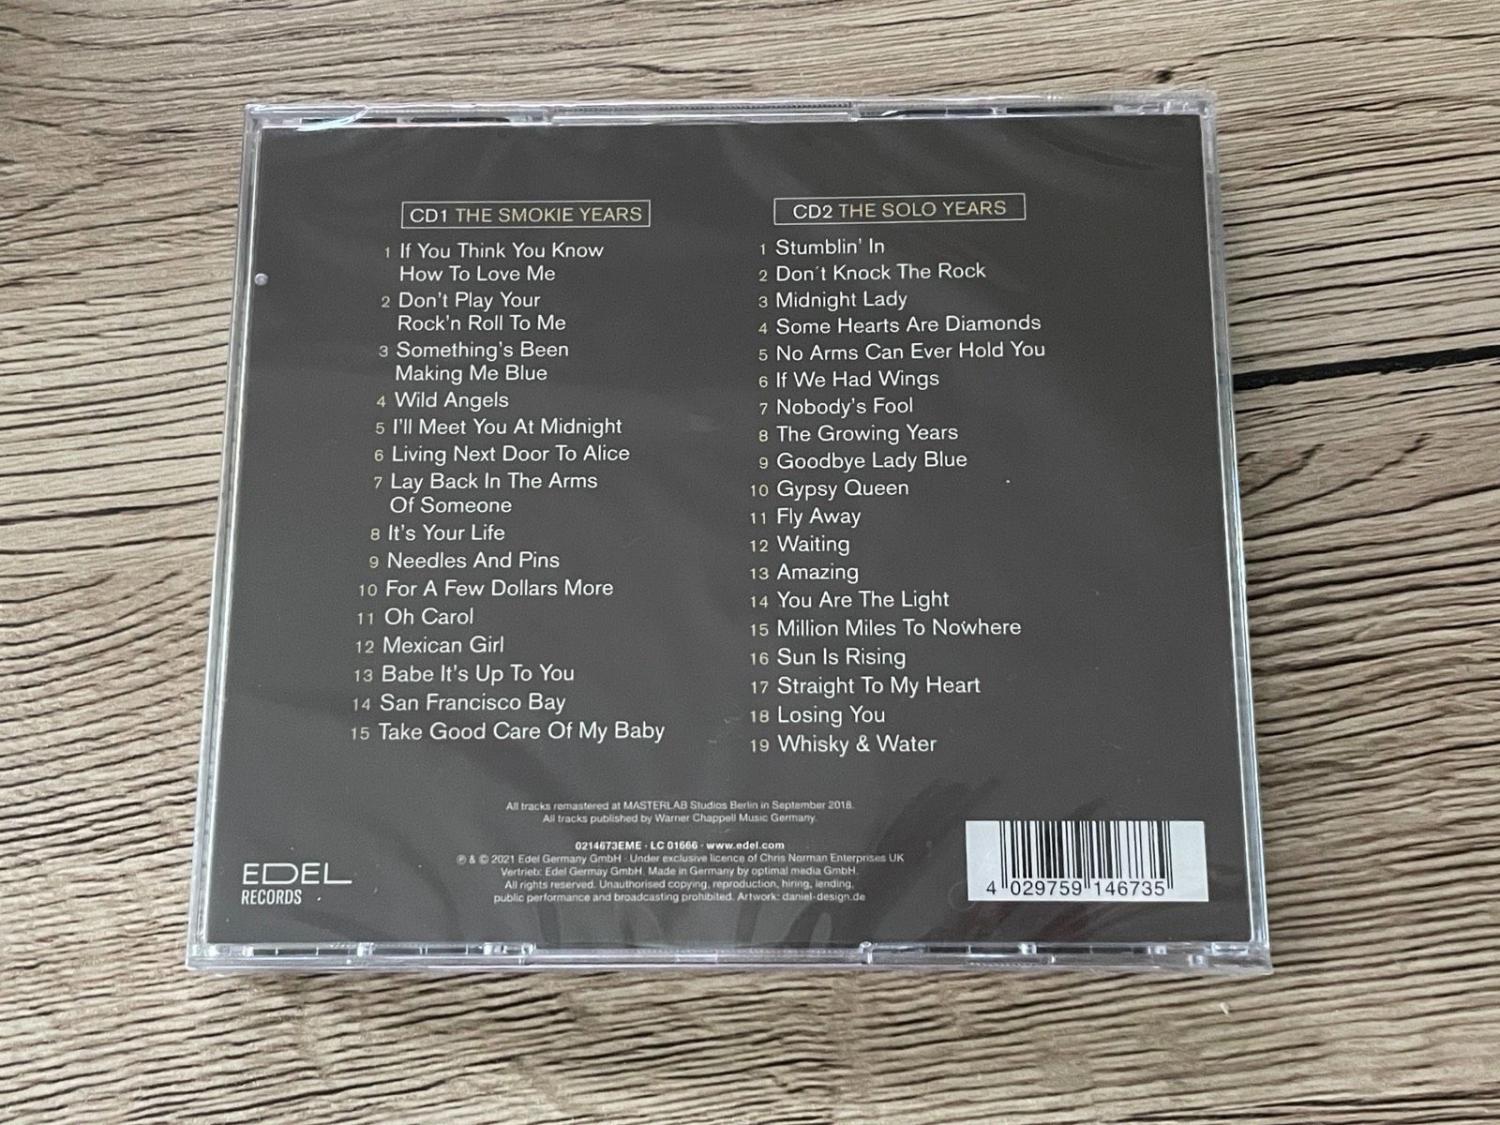 CD1 THE SMOKIE YEARS
1 If You Think You Know
How To Love Me
2 Don't Play Your
Rock'n Roll To Me
3 Something's Been
Making Me Blue
4 Wild Angels
5 I'll Meet You At Midnight
6 Living Next Door To Alice
7 Lay Back In The Arms
Of Someone
8 It's Your Life
9 Needles And Pins
10 For A Few Dollars More
11 Oh Carol
12 Mexican Girl
13 Babe It's Up To You
14 San Francisco Bay
15 Take Good Care Of My Baby
CD2 THE SOLO YEARS
1 Stumblin' In
2 Don´t Knock The Rock
3 Midnight Lady
4 Some Hearts Are Diamonds
5 No Arms Can Ever Hold You
6 If We Had Wings
7 Nobody's Fool
8 The Growing Years
9 Goodbye Lady Blue
10 Gypsy Queen
11 Fly Away
12 Waiting
13 Amazing
14 You Are The Light
15 Million Miles To Nowhere
16 Sun Is Rising
17 Straight To My Heart
18 Losing You
19 Whisky & Water
All tracks remastered at MASTERLAB Studios Berlin in September 2018.
All tracks published by Warner Chappell Music Germany.
0214673EME · LC 01666 · www.edel.com
℗ & © 2021 Edel Germany GmbH · Under exclusive licence of Chris Norman Enterprises UK
Vertrieb: Edel Germay GmbH. Made in Germany by optimal media GmbH.
All rights reserved. Unauthorised copying, reproduction, hiring, lending,
public performance and broadcasting prohibited. Artwork: daniel-design.de
EDEL
RECORDS
4 029759 146735